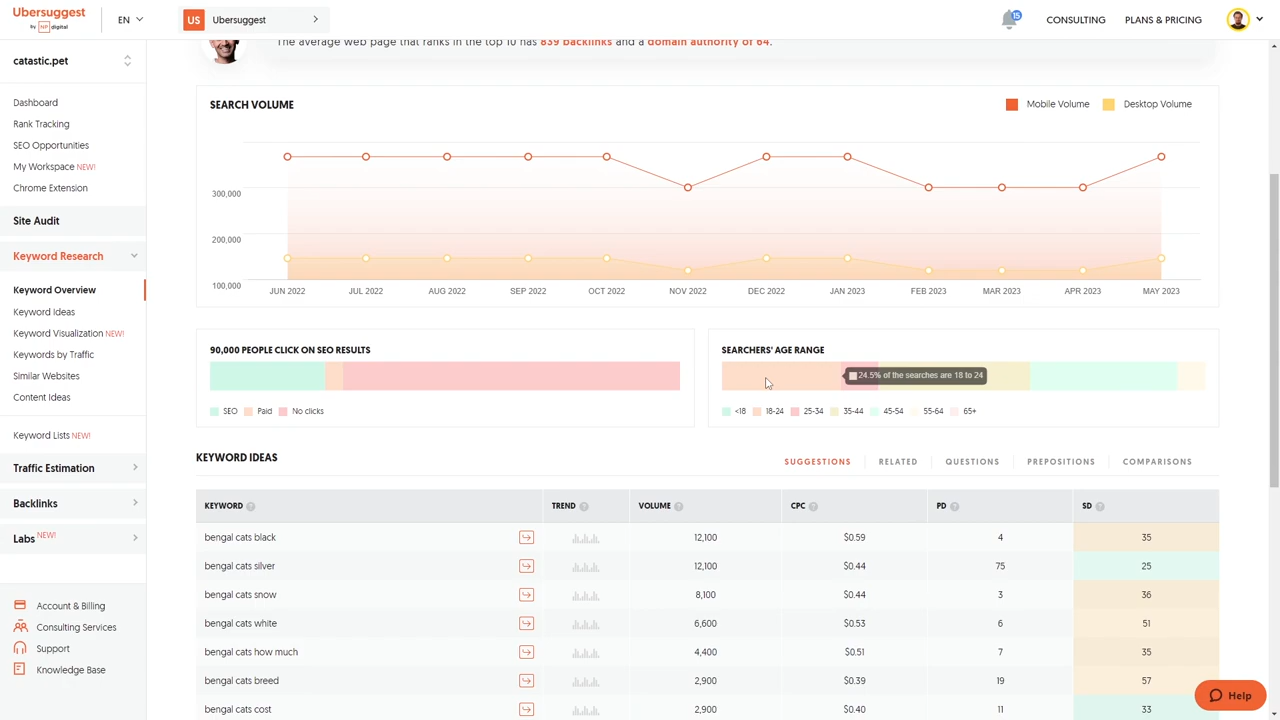 Ubersuggest
by NP digital
EN
US Ubersuggest
15
CONSULTING
PLANS & PRICING
The average web page that ranks in the top 10 has 839 backlinks and a domain authority of 64.
catastic.pet
Dashboard
Rank Tracking
SEO Opportunities
My Workspace NEW!
Chrome Extension
Site Audit
Keyword Research
Keyword Overview
Keyword Ideas
Keyword Visualization NEW!
Keywords by Traffic
Similar Websites
Content Ideas
Keyword Lists NEW!
Traffic Estimation
Backlinks
Labs NEW!
Account & Billing
Consulting Services
Support
Knowledge Base
SEARCH VOLUME
Mobile Volume Desktop Volume
300,000
200,000
100,000
JUN 2022 JUL 2022 AUG 2022 SEP 2022 OCT 2022 NOV 2022 DEC 2022 JAN 2023 FEB 2023 MAR 2023 APR 2023 MAY 2023
90,000 PEOPLE CLICK ON SEO RESULTS
SEO Paid No clicks
SEARCHERS' AGE RANGE
24.5% of the searches are 18 to 24
<18 18-24 25-34 35-44 45-54 55-64 65+
KEYWORD IDEAS
SUGGESTIONS RELATED QUESTIONS PREPOSITIONS COMPARISONS
KEYWORD ? TREND ? VOLUME ? CPC ? PD ? SD ?
bengal cats black 12,100 $0.59 4 35
bengal cats silver 12,100 $0.44 75 25
bengal cats snow 8,100 $0.44 3 36
bengal cats white 6,600 $0.53 6 51
bengal cats how much 4,400 $0.51 7 35
bengal cats breed 2,900 $0.39 19 57
bengal cats cost 2,900 $0.40 11 33
Help